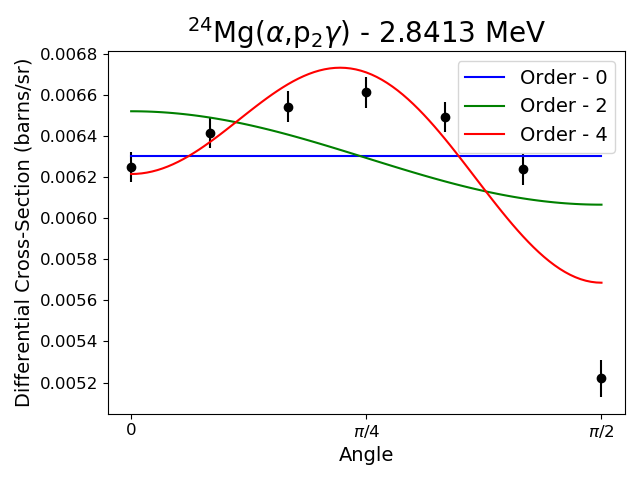 ²⁴Mg(α,p₂γ) - 2.8413 MeV
Differential Cross-Section (barns/sr)
0.0068
0.0066
0.0064
0.0062
0.0060
0.0058
0.0056
0.0054
0.0052
Order - 0
Order - 2
Order - 4
0
π/4
π/2
Angle